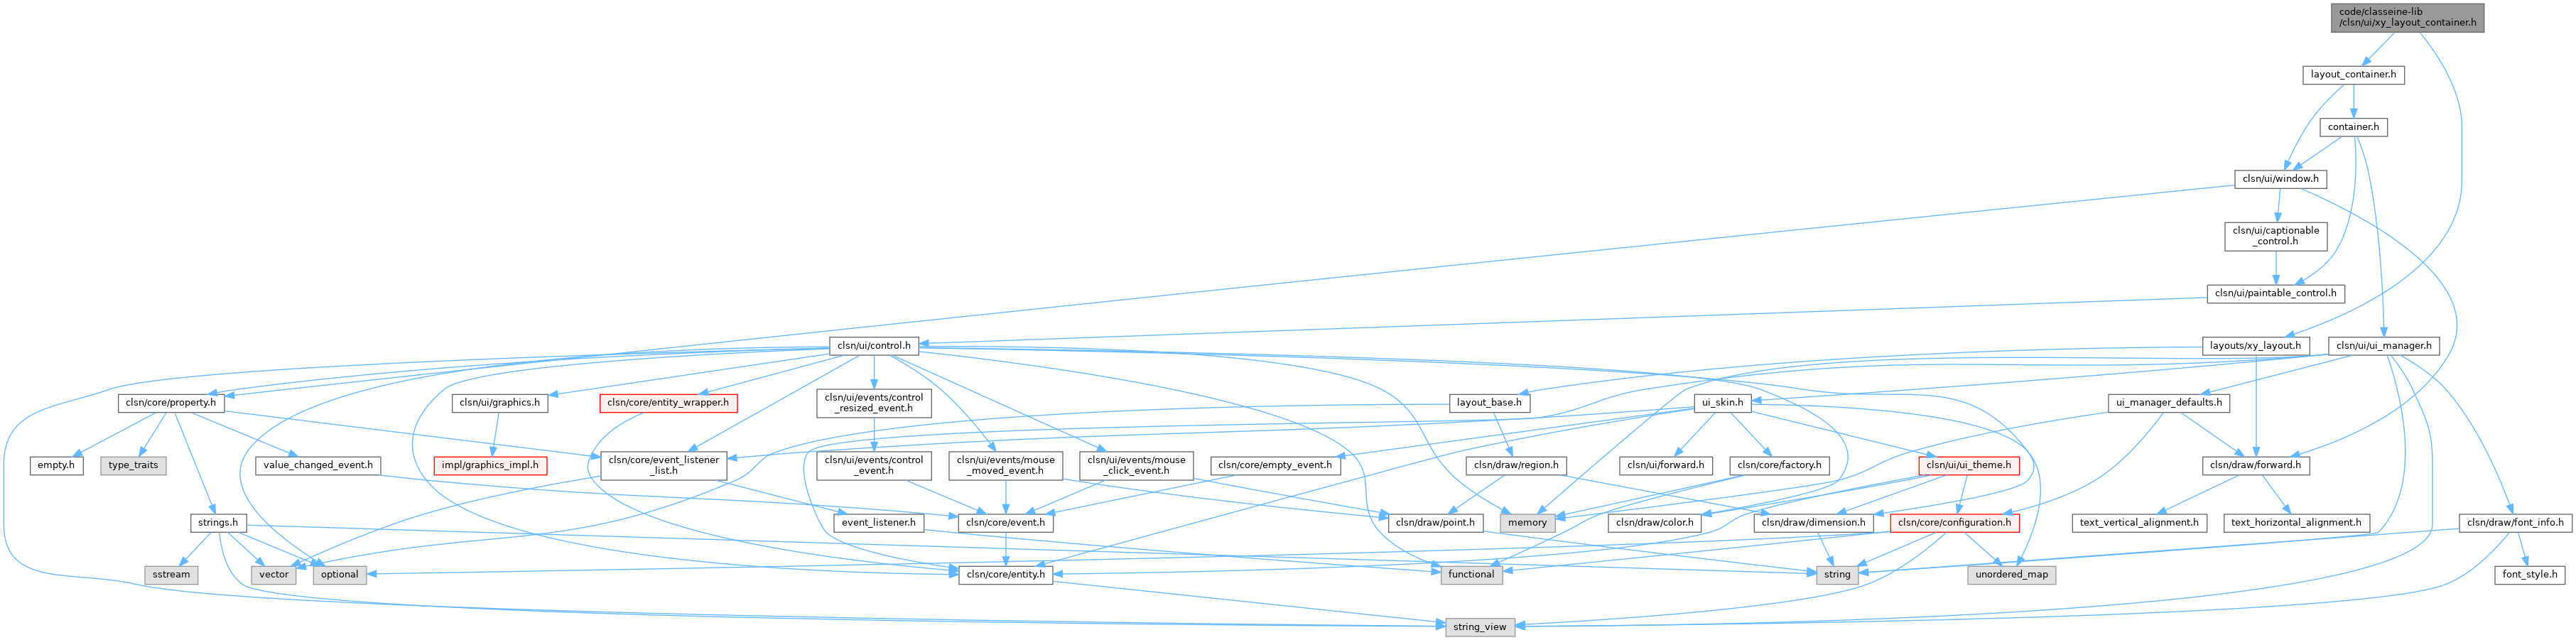 code/classeine-lib
/clsn/ui/xy_layout_container.h
layout_container.h
container.h
clsn/ui/window.h
clsn/ui/captionable
_control.h
clsn/ui/paintable_control.h
clsn/ui/control.h
layouts/xy_layout.h
clsn/ui/ui_manager.h
clsn/core/property.h
clsn/ui/graphics.h
clsn/core/entity_wrapper.h
clsn/ui/events/control
_resized_event.h
layout_base.h
ui_skin.h
ui_manager_defaults.h
empty.h
type_traits
value_changed_event.h
impl/graphics_impl.h
clsn/core/event_listener
_list.h
clsn/ui/events/control
_event.h
clsn/ui/events/mouse
_moved_event.h
clsn/ui/events/mouse
_click_event.h
clsn/core/empty_event.h
clsn/draw/region.h
clsn/ui/forward.h
clsn/core/factory.h
clsn/ui/ui_theme.h
clsn/draw/forward.h
strings.h
event_listener.h
clsn/core/event.h
clsn/draw/point.h
memory
clsn/draw/color.h
clsn/draw/dimension.h
clsn/core/configuration.h
text_vertical_alignment.h
text_horizontal_alignment.h
clsn/draw/font_info.h
sstream
vector
optional
clsn/core/entity.h
functional
string
unordered_map
font_style.h
string_view